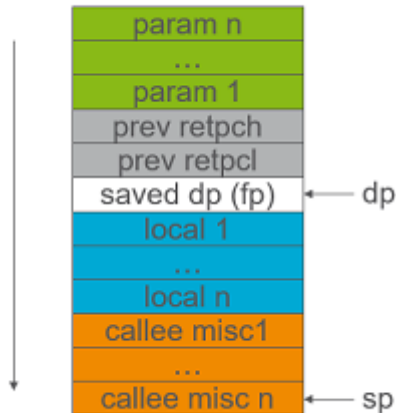 param n
...
param 1
prev retpch
prev retpcl
saved dp (fp)
dp
local 1
...
local n
callee misc1
...
callee misc n
sp